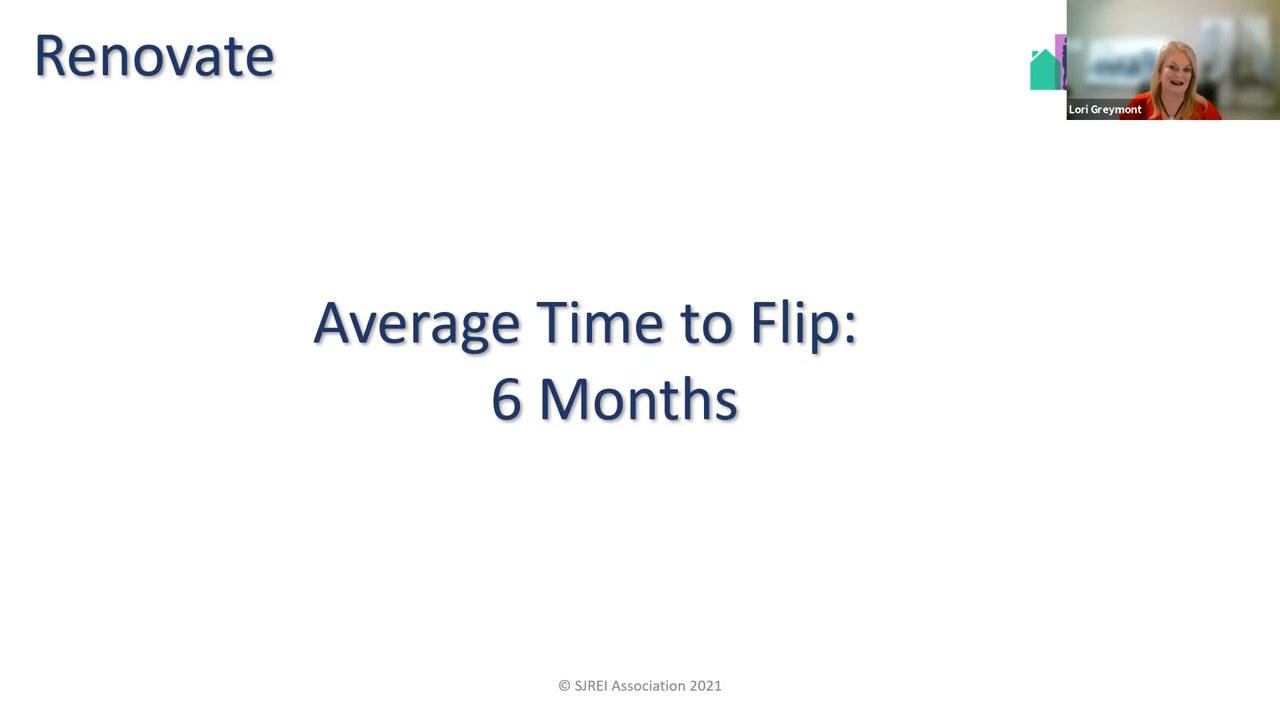 Renovate
Lori Greymont
Average Time to Flip:
6 Months
© SJREI Association 2021